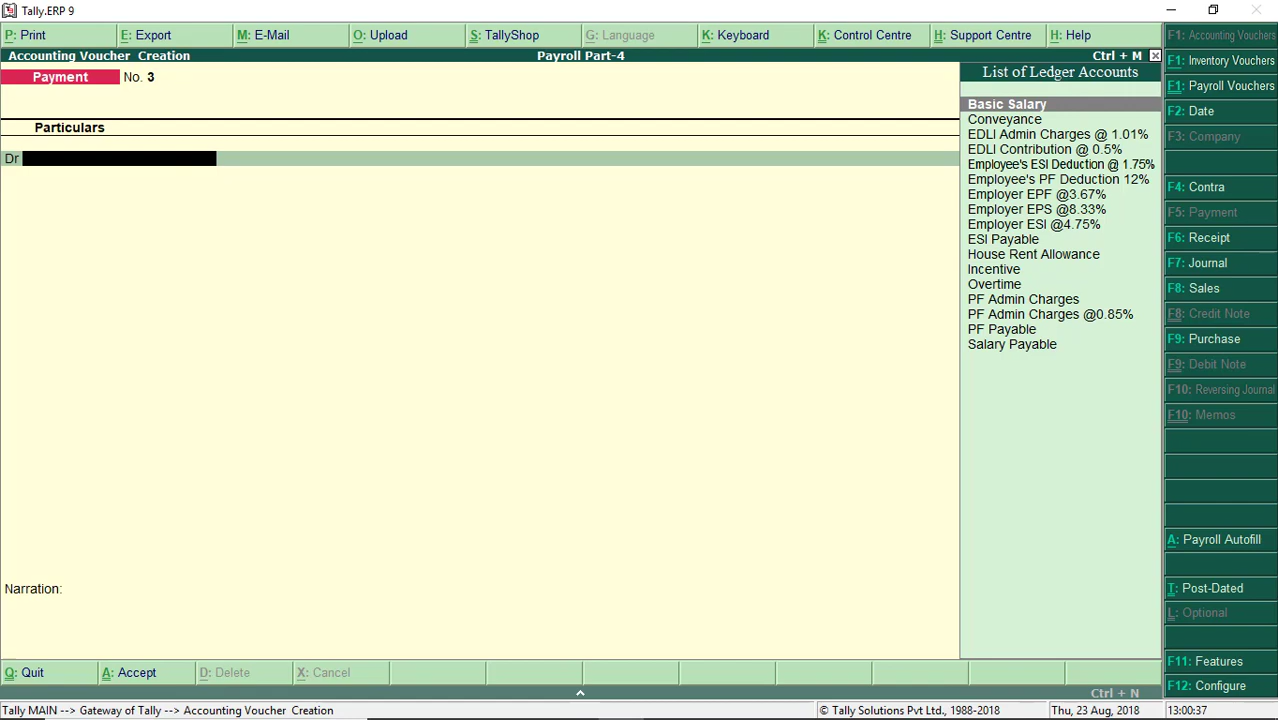 Tally.ERP 9
P: Print E: Export M: E-Mail O: Upload S: TallyShop G: Language K: Keyboard K: Control Centre H: Support Centre H: Help
Accounting Voucher Creation Payroll Part-4 Ctrl + M
Payment No. 3
Particulars
Dr
Narration:
List of Ledger Accounts
Basic Salary
Conveyance
EDLI Admin Charges @ 1.01%
EDLI Contribution @ 0.5%
Employee's ESI Deduction @ 1.75%
Employee's PF Deduction 12%
Employer EPF @3.67%
Employer EPS @8.33%
Employer ESI @4.75%
ESI Payable
House Rent Allowance
Incentive
Overtime
PF Admin Charges
PF Admin Charges @0.85%
PF Payable
Salary Payable
F1: Accounting Vouchers
F1: Inventory Vouchers
F1: Payroll Vouchers
F2: Date
F3: Company
F4: Contra
F5: Payment
F6: Receipt
F7: Journal
F8: Sales
F8: Credit Note
F9: Purchase
F9: Debit Note
F10: Reversing Journal
F10: Memos
A: Payroll Autofill
T: Post-Dated
L: Optional
F11: Features
F12: Configure
Q: Quit A: Accept D: Delete X: Cancel
Ctrl + N
Tally MAIN --> Gateway of Tally --> Accounting Voucher Creation © Tally Solutions Pvt Ltd., 1988-2018 Thu, 23 Aug, 2018 13:00:37